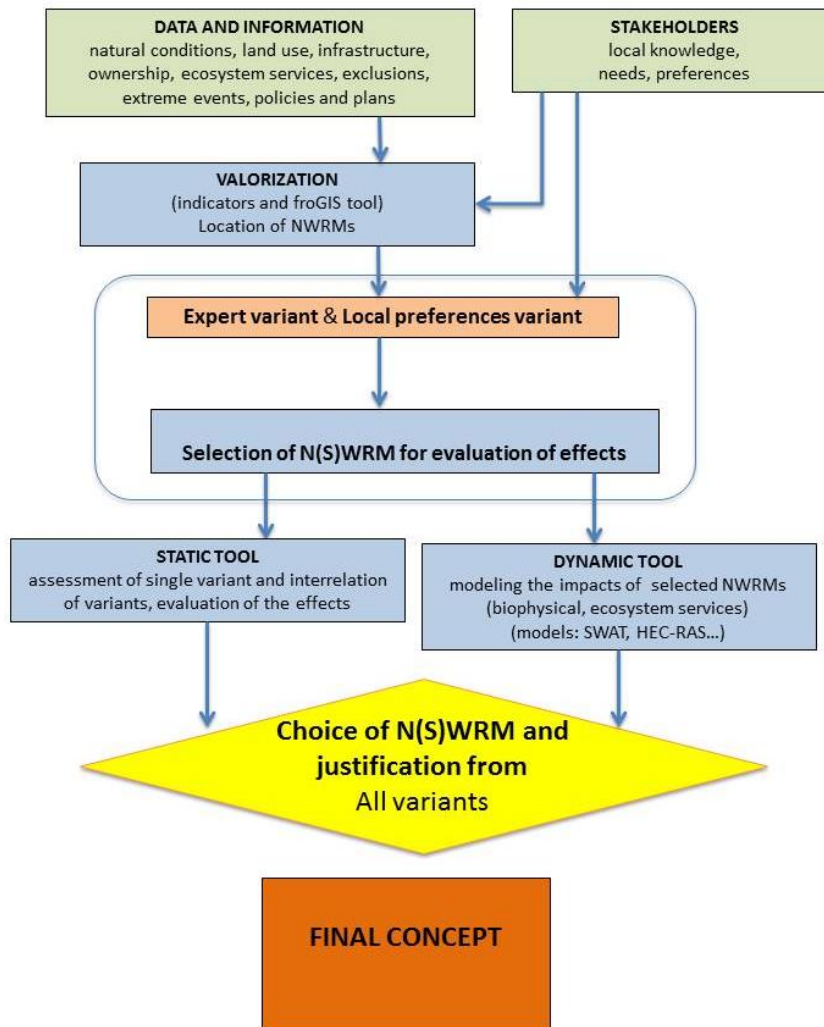 DATA AND INFORMATION
natural conditions, land use, infrastructure,
ownership, ecosystem services, exclusions,
extreme events, policies and plans
STAKEHOLDERS
local knowledge,
needs, preferences
VALORIZATION
(indicators and froGIS tool)
Location of NWRMs
Expert variant & Local preferences variant
Selection of N(S)WRM for evaluation of effects
STATIC TOOL
assessment of single variant and interrelation
of variants, evaluation of the effects
DYNAMIC TOOL
modeling the impacts of selected NWRMs
(biophysical, ecosystem services)
(models: SWAT, HEC-RAS...)
Choice of N(S)WRM and
justification from
All variants
FINAL CONCEPT